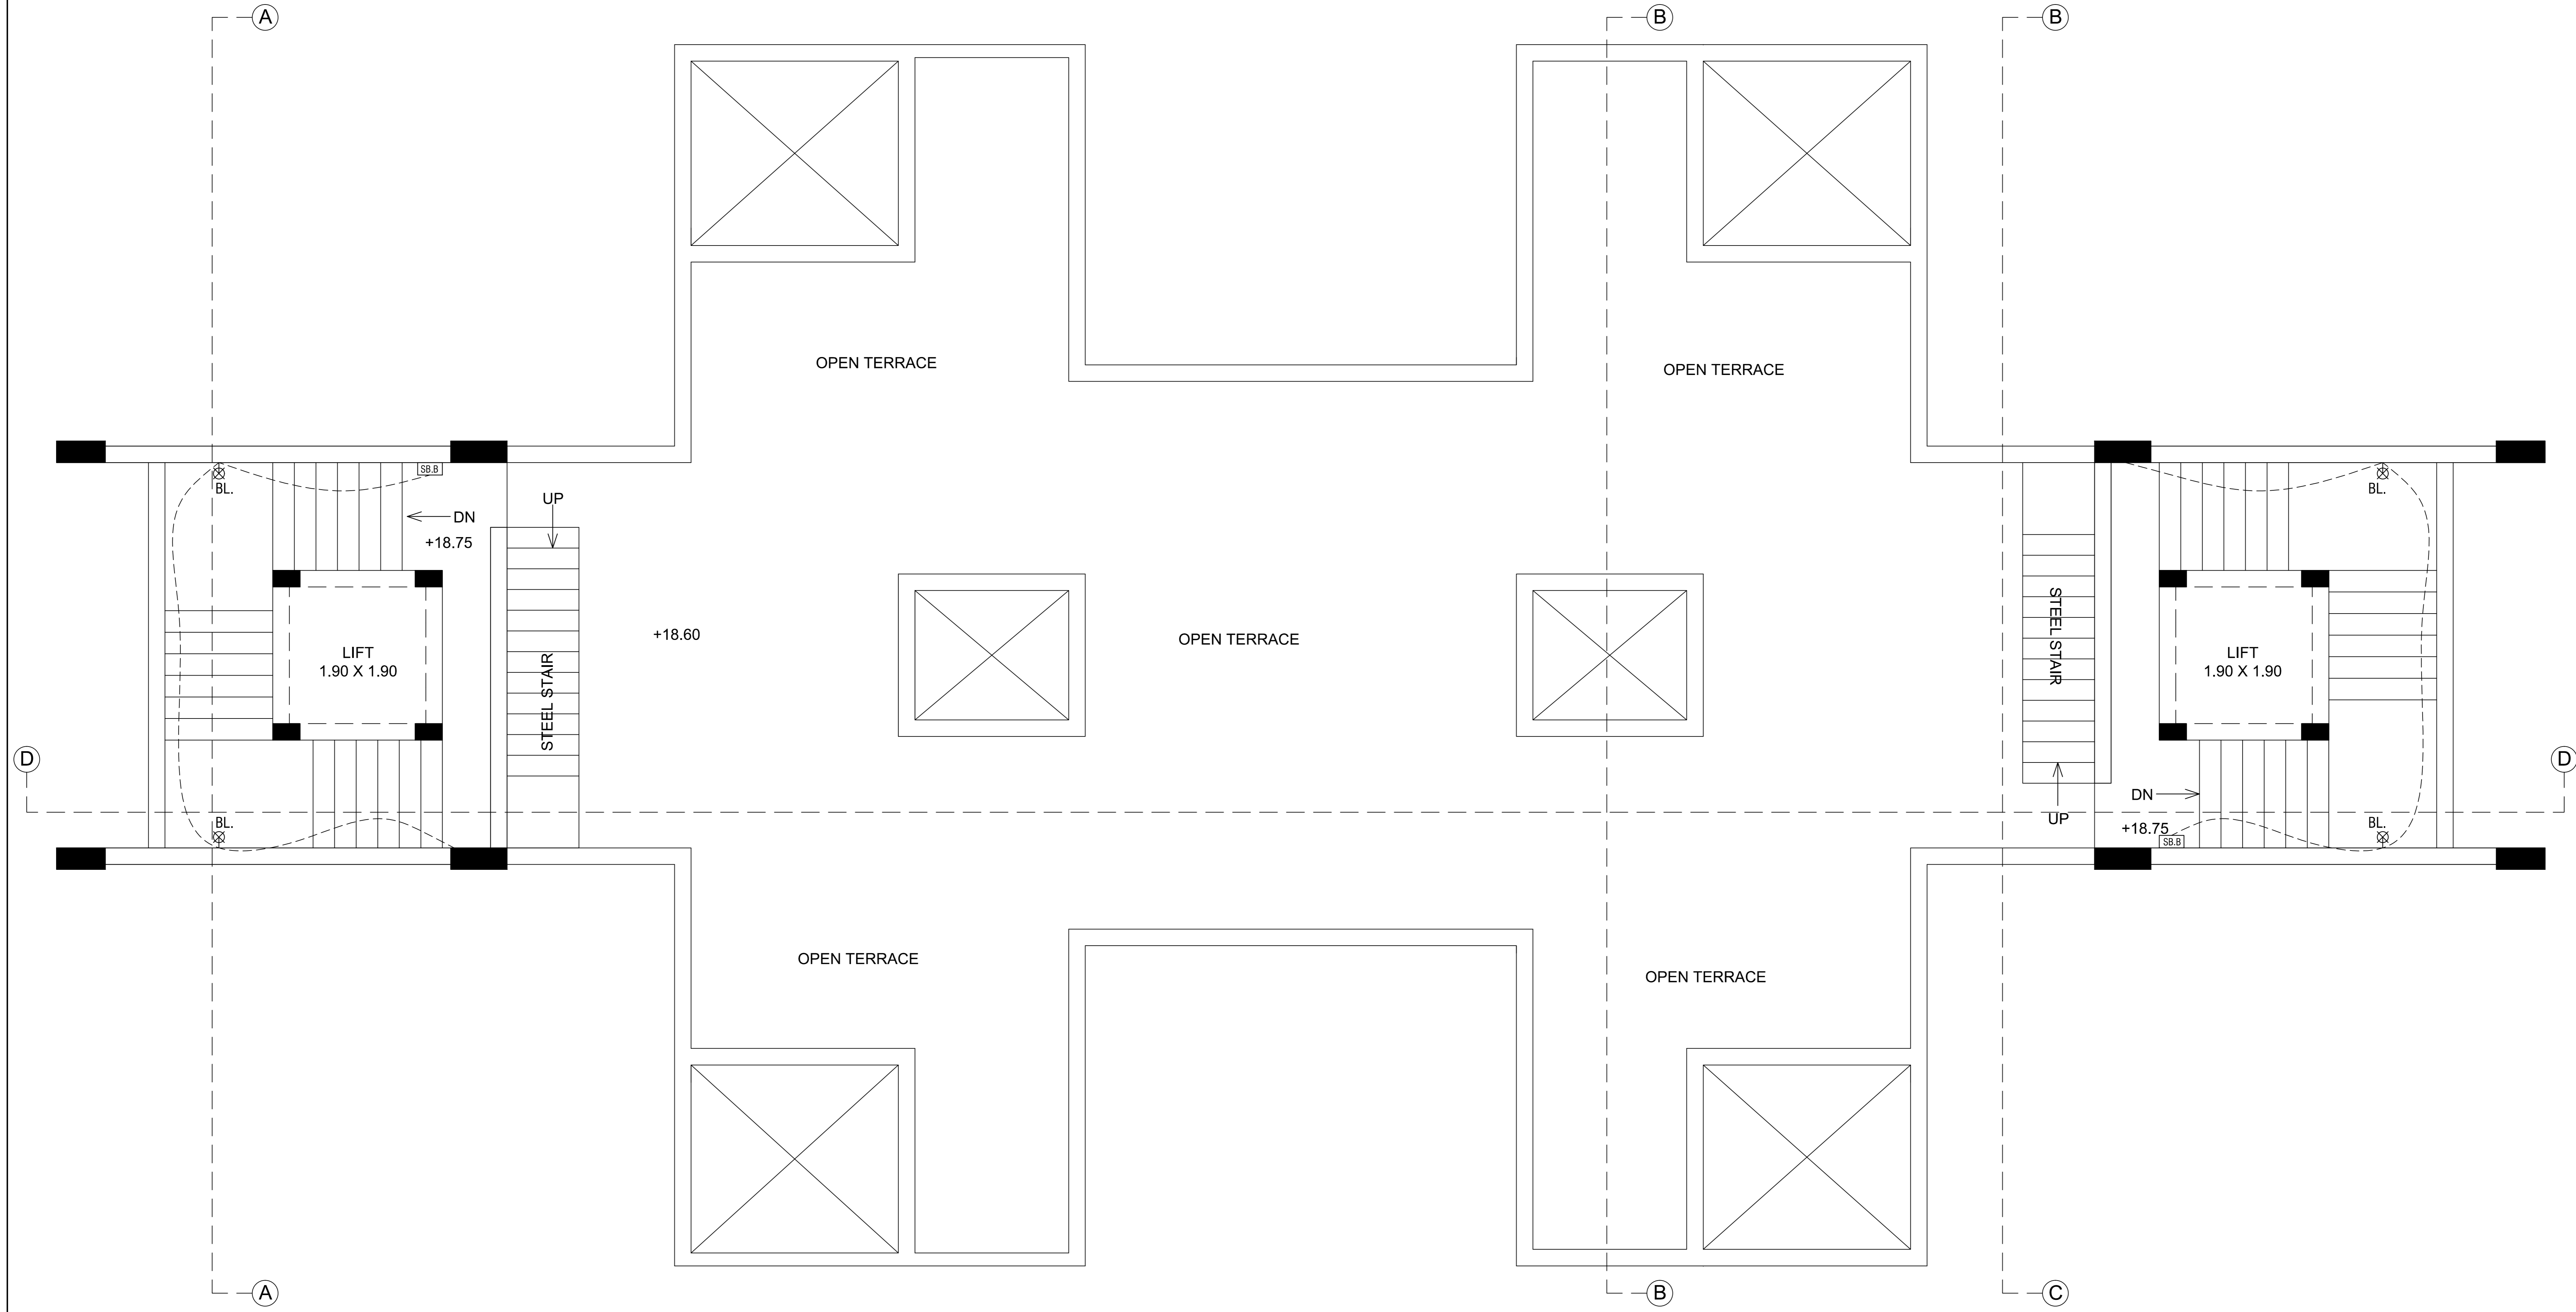 A
B
B
OPEN TERRACE
OPEN TERRACE
SB.B
BL.
BL.
UP
DN
+18.75
STEEL STAIR
+18.60
OPEN TERRACE
STEEL STAIR
LIFT
1.90 X 1.90
LIFT
1.90 X 1.90
D
D
DN
UP
BL.
+18.75
BL.
SB.B
OPEN TERRACE
OPEN TERRACE
A
B
C